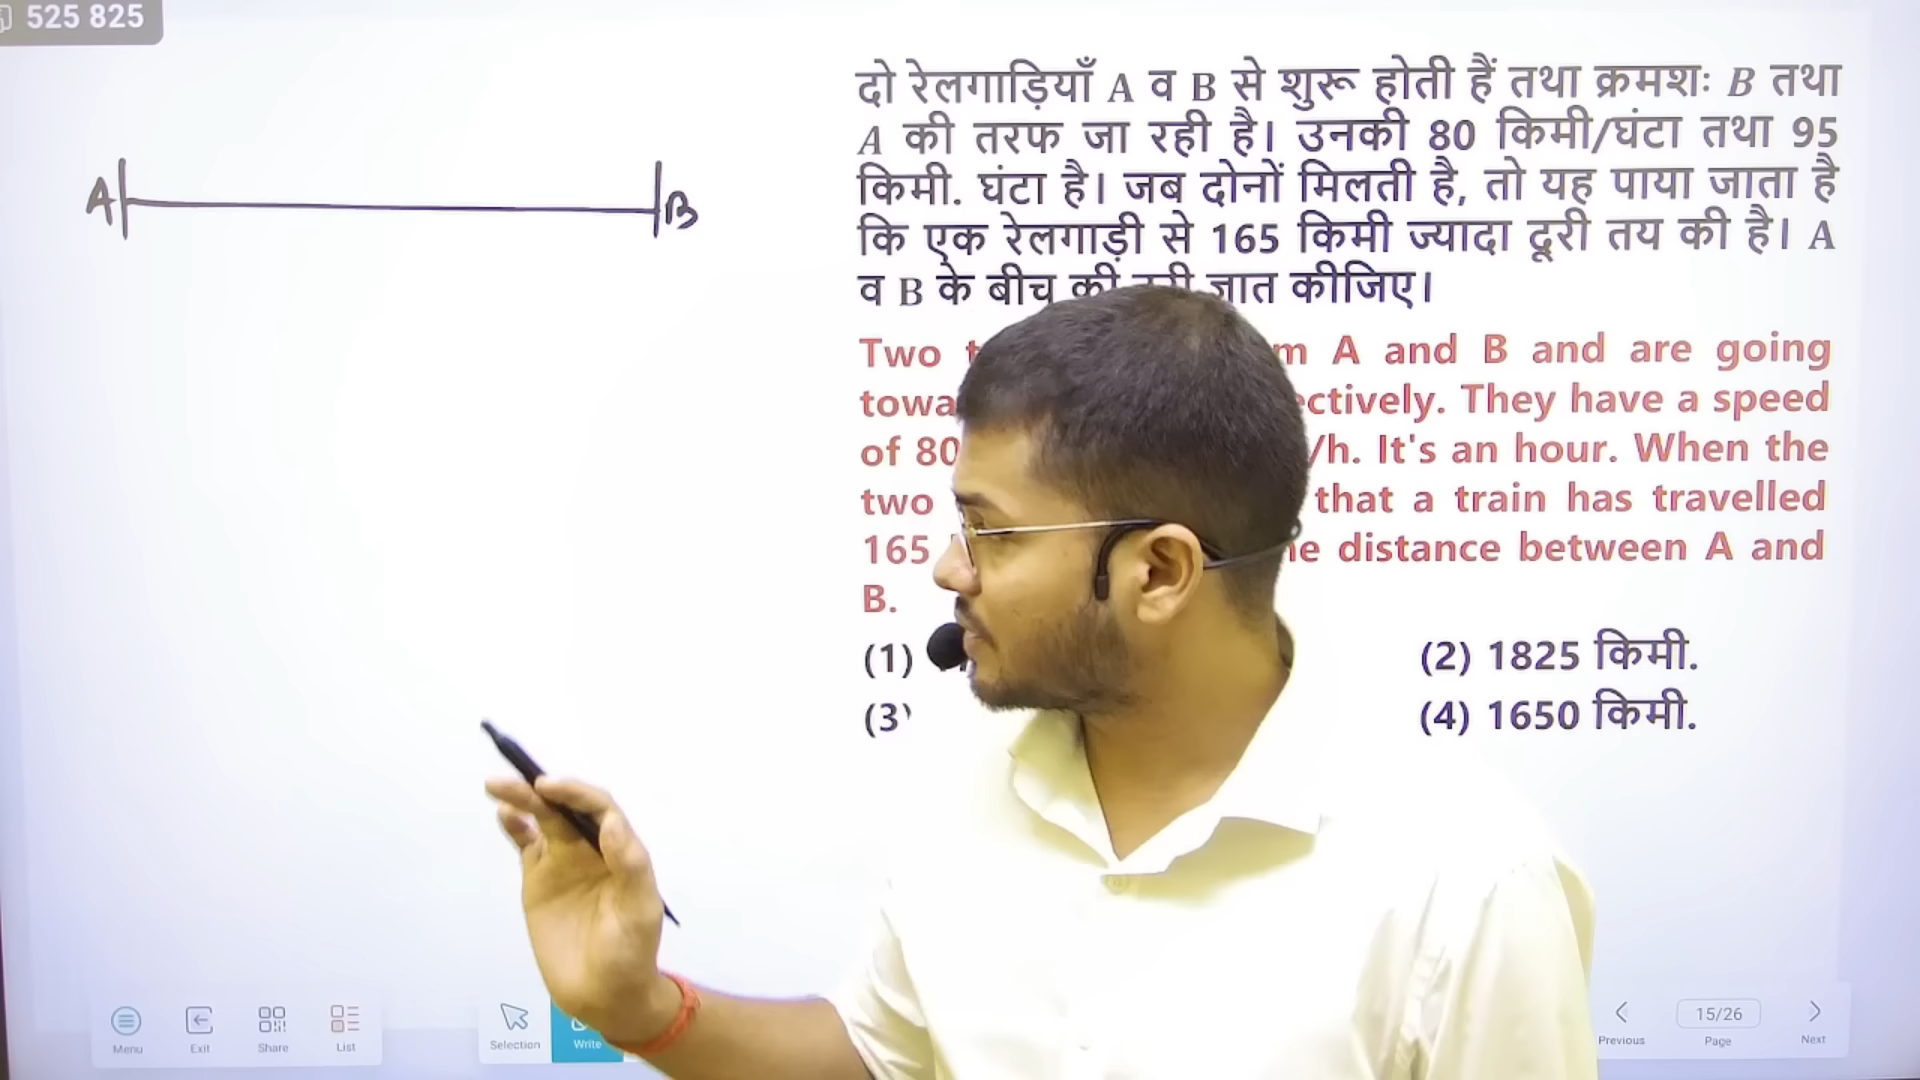 525 825
दो रेलगाड़ियाँ A व B से शुरू होती हैं तथा क्रमशः B तथा
A की तरफ जा रही है। उनकी 80 किमी/घंटा तथा 95
किमी. घंटा है। जब दोनों मिलती है, तो यह पाया जाता है
कि एक रेलगाड़ी से 165 किमी ज्यादा दूरी तय की है। A
व B के बीच की ज्ञात कीजिए।
A B
Two A and B and are going
They have a speed
of 80 /h. It's an hour. When the
two that a train has travelled
165 distance between A and
B.
(1) (2) 1825 किमी.
(3) (4) 1650 किमी.
Menu Exit Share List Selection Write Previous 15/26 Page Next